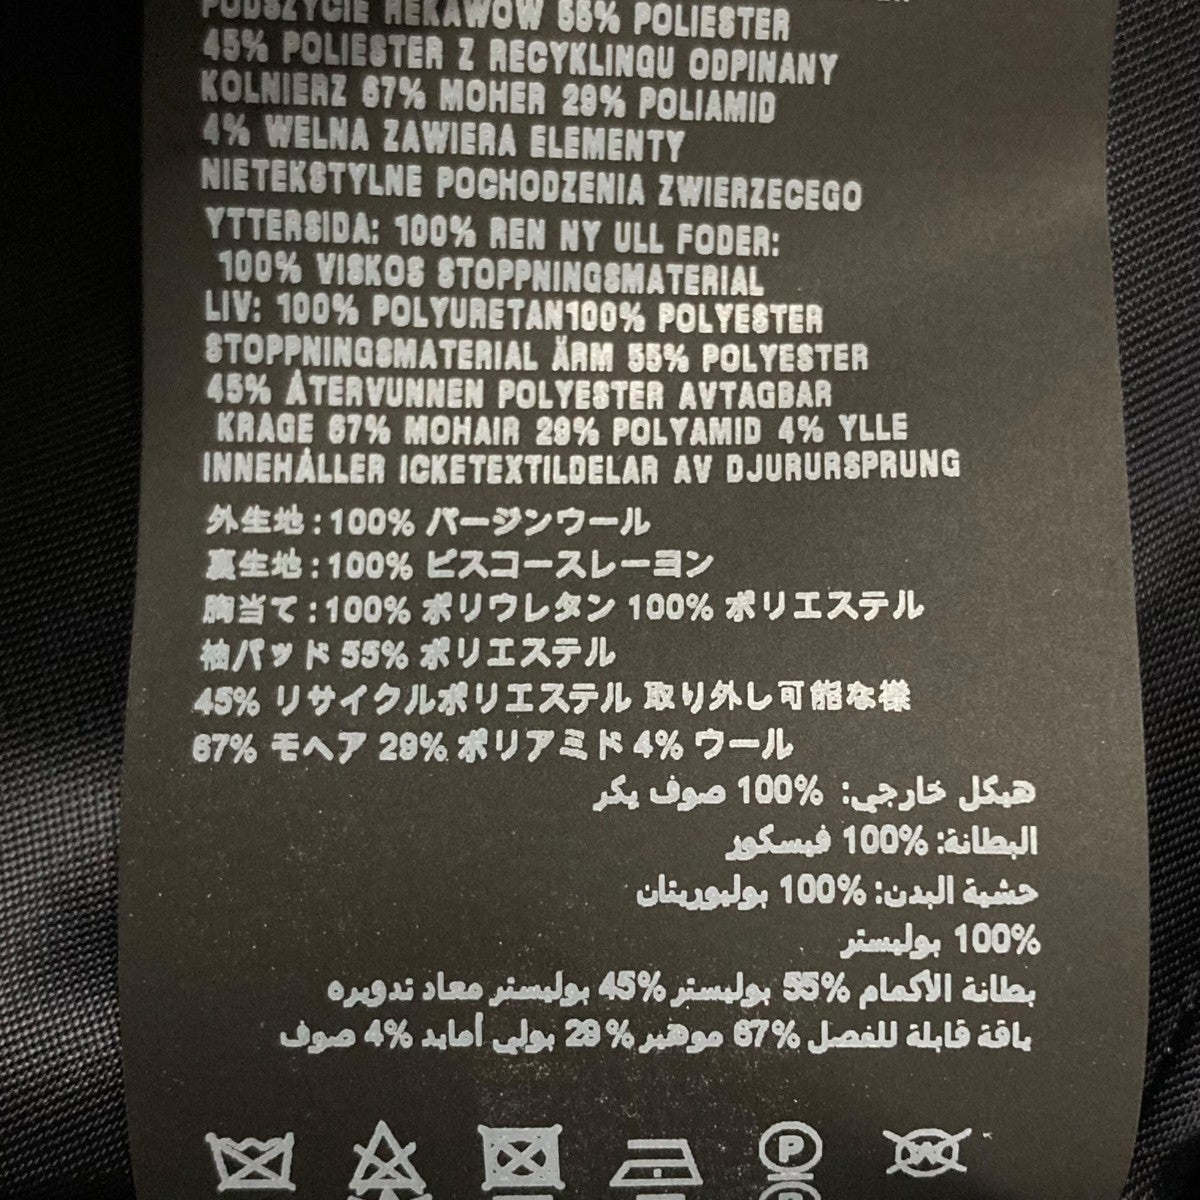 PODSZYCIE RĘKAWÓW 55% POLIESTER
45% POLIESTER Z RECYKLINGU ODPINANY
KOLNIERZ 67% MOHER 29% POLIAMID
4% WELNA ZAWIERA ELEMENTY
NIETEKSTYLNE POCHODZENIA ZWIERZECEGO
YTTERSIDA: 100% REN NY ULL FODER:
100% VISKOS STOPPNINGSMATERIAL
LIV: 100% POLYURETAN100% POLYESTER
STOPPNINGSMATERIAL ÄRM 55% POLYESTER
45% ÅTERVUNNEN POLYESTER AVTAGBAR
KRAGE 67% MOHAIR 29% POLYAMID 4% YLLE
INNEHÅLLER ICKETEXTILDELAR AV DJURURSPRUNG
外生地:100% バージンウール
裏生地:100% ビスコースレーヨン
胸当て:100% ポリウレタン 100% ポリエステル
袖パッド 55% ポリエステル
45% リサイクルポリエステル 取り外し可能な様
67% モヘア 29% ポリアミド 4% ウール
هيكل خارجي: 100% صوف يكر
البطانة: 100% فيسكور
حشية البدن: 100% بوليوريتان
100% بوليستر
بطانة الأكمام 55% بوليستر 45% بوليستر معاد تدويره
باقة قابلة للفصل 67% موهير 29% بولي أمايد 4% صوف
P
W